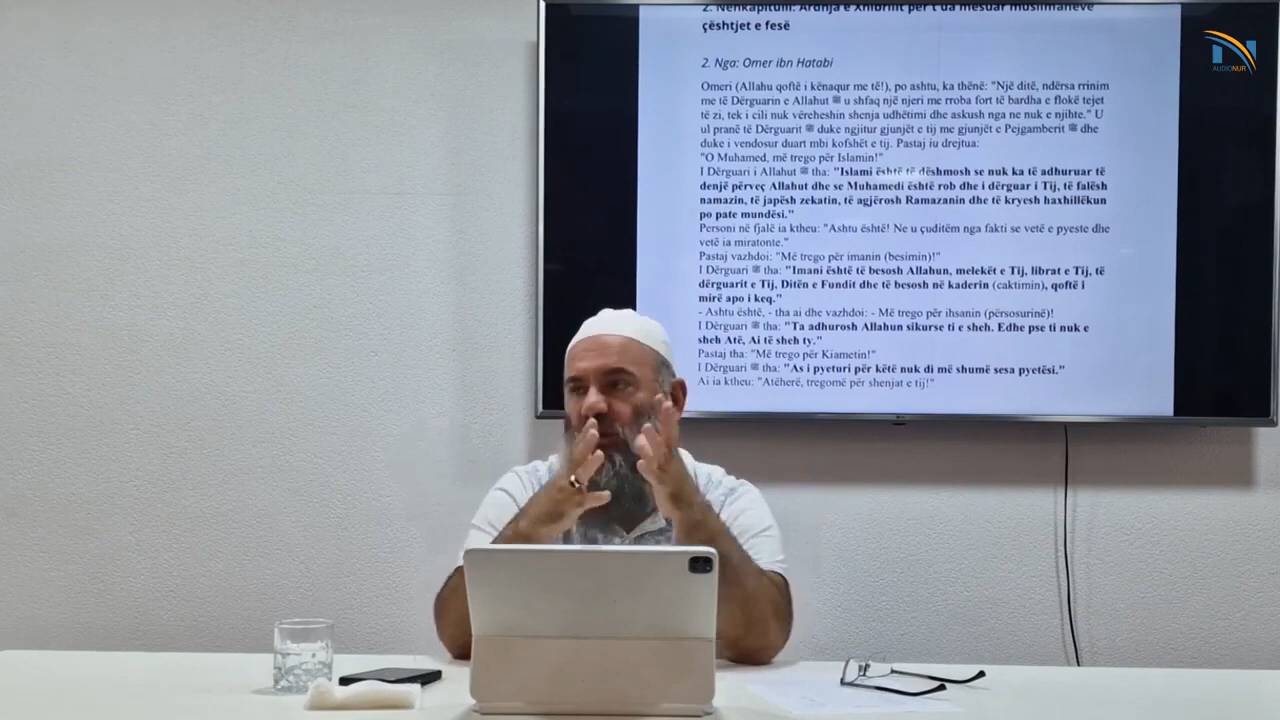 2. Nënkapitulli: Ardhja e Xhibrilit për t'ua mësuar muslimanëve
çështjet e fesë
2. Nga: Omer ibn Hatabi
Omeri (Allahu qoftë i kënaqur me të!), po ashtu, ka thënë: "Një ditë, ndërsa rrinim
me të Dërguarin e Allahut ﷺ u shfaq një njeri me rroba fort të bardha e flokë tejet
të zi, tek i cili nuk vërcheshin shenja udhëtimi dhe askush nga ne nuk e njihte." U
ul pranë të Dërguarit ﷺ duke ngjitur gjunjët e tij me gjunjët e Pejgamberit ﷺ dhe
duke i vendosur duart mbi kofshët e tij. Pastaj iu drejtua:
"O Muhamed, më trego për Islamin!"
I Dërguari i Allahut ﷺ tha: "Islami është të dëshmosh se nuk ka të adhuruar të
denjë përveç Allahut dhe se Muhamedi është rob dhe i dërguar i Tij, të falësh
namazin, të japësh zekatin, të agjërosh Ramazanin dhe të kryesh haxhillëkun
po pate mundësi."
Personi në fjalë ia ktheu: "Ashtu është! Ne u çuditëm nga fakti se vetë e pyeste dhe
vetë ia miratonte."
Pastaj vazhdoi: "Më trego për imanin (besimin)!"
I Dërguari ﷺ tha: "Imani është të besosh Allahun, melekët e Tij, librat e Tij, të
dërguarit e Tij, Ditën e Fundit dhe të besosh në kaderin (caktimin), qoftë i
mirë apo i keq."
- Ashtu është, - tha ai dhe vazhdoi: - Më trego për ihsanin (përsosurinë)!
I Dërguari ﷺ tha: "Ta adhurosh Allahun sikurse ti e sheh. Edhe pse ti nuk e
sheh Atë, Ai të sheh ty."
Pastaj tha: "Më trego për Kiametin!"
I Dërguari ﷺ tha: "As i pyeturi për këtë nuk di më shumë sesa pyetësi."
Ai ia ktheu: "Atëherë, tregomë për shenjat e tij!"
AUDIONUR